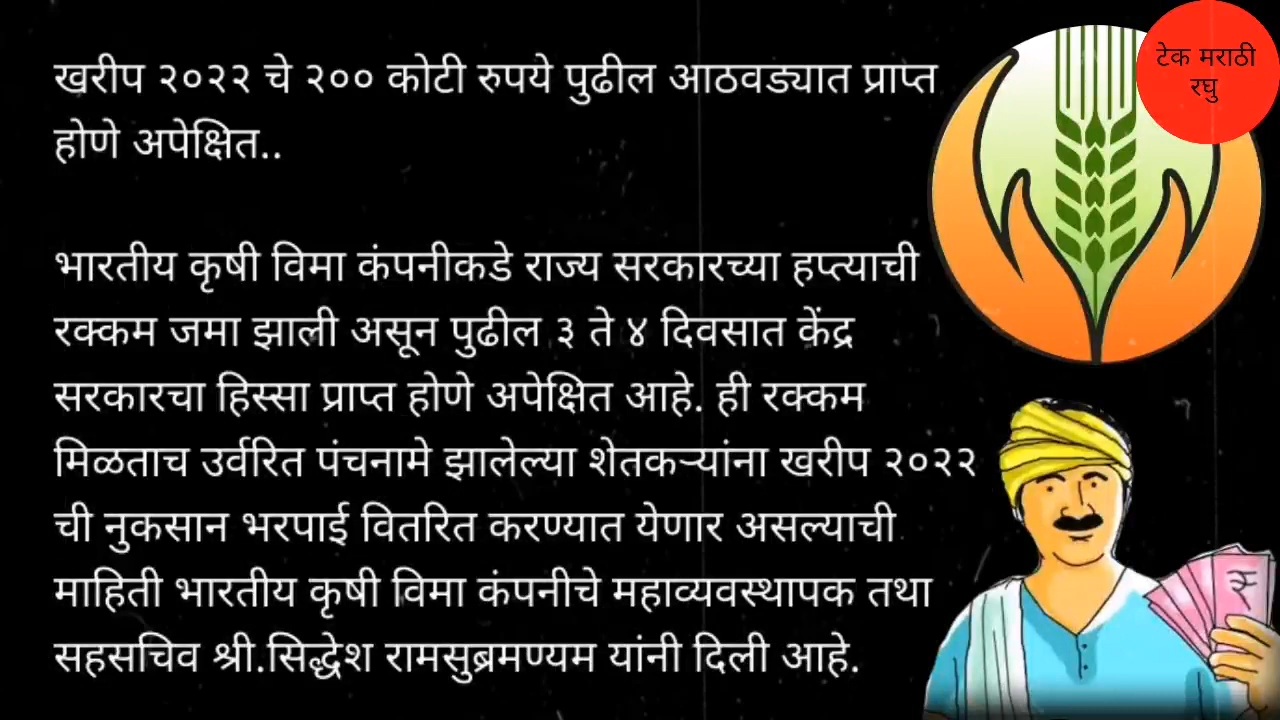 खरीप २०२२ चे २०० कोटी रुपये पुढील आठवड्यात प्राप्त
होणे अपेक्षित..
भारतीय कृषी विमा कंपनीकडे राज्य सरकारच्या हप्त्याची
रक्कम जमा झाली असून पुढील ३ ते ४ दिवसात केंद्र
सरकारचा हिस्सा प्राप्त होणे अपेक्षित आहे. ही रक्कम
मिळताच उर्वरित पंचनामे झालेल्या शेतकऱ्यांना खरीप २०२२
ची नुकसान भरपाई वितरित करण्यात येणार असल्याची
माहिती भारतीय कृषी विमा कंपनीचे महाव्यवस्थापक तथा
सहसचिव श्री.सिद्धेश रामसुब्रमण्यम यांनी दिली आहे.
टेक मराठी
रघु
₹